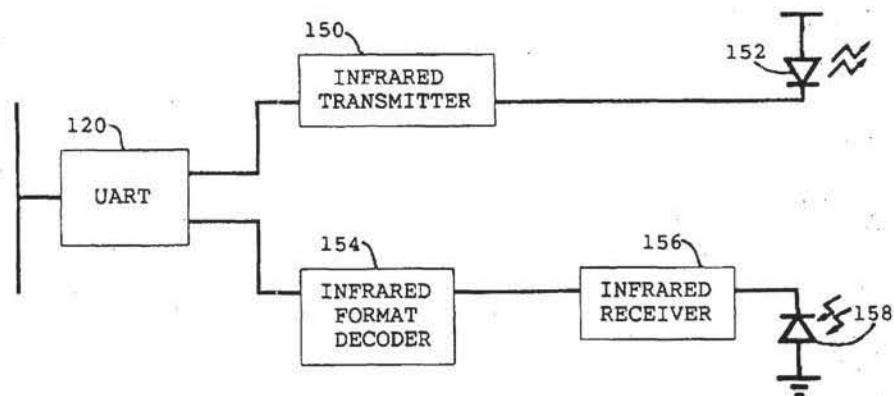 150
INFRARED
TRANSMITTER
152
120
UART
154
INFRARED
FORMAT
DECODER
156
INFRARED
RECEIVER
158